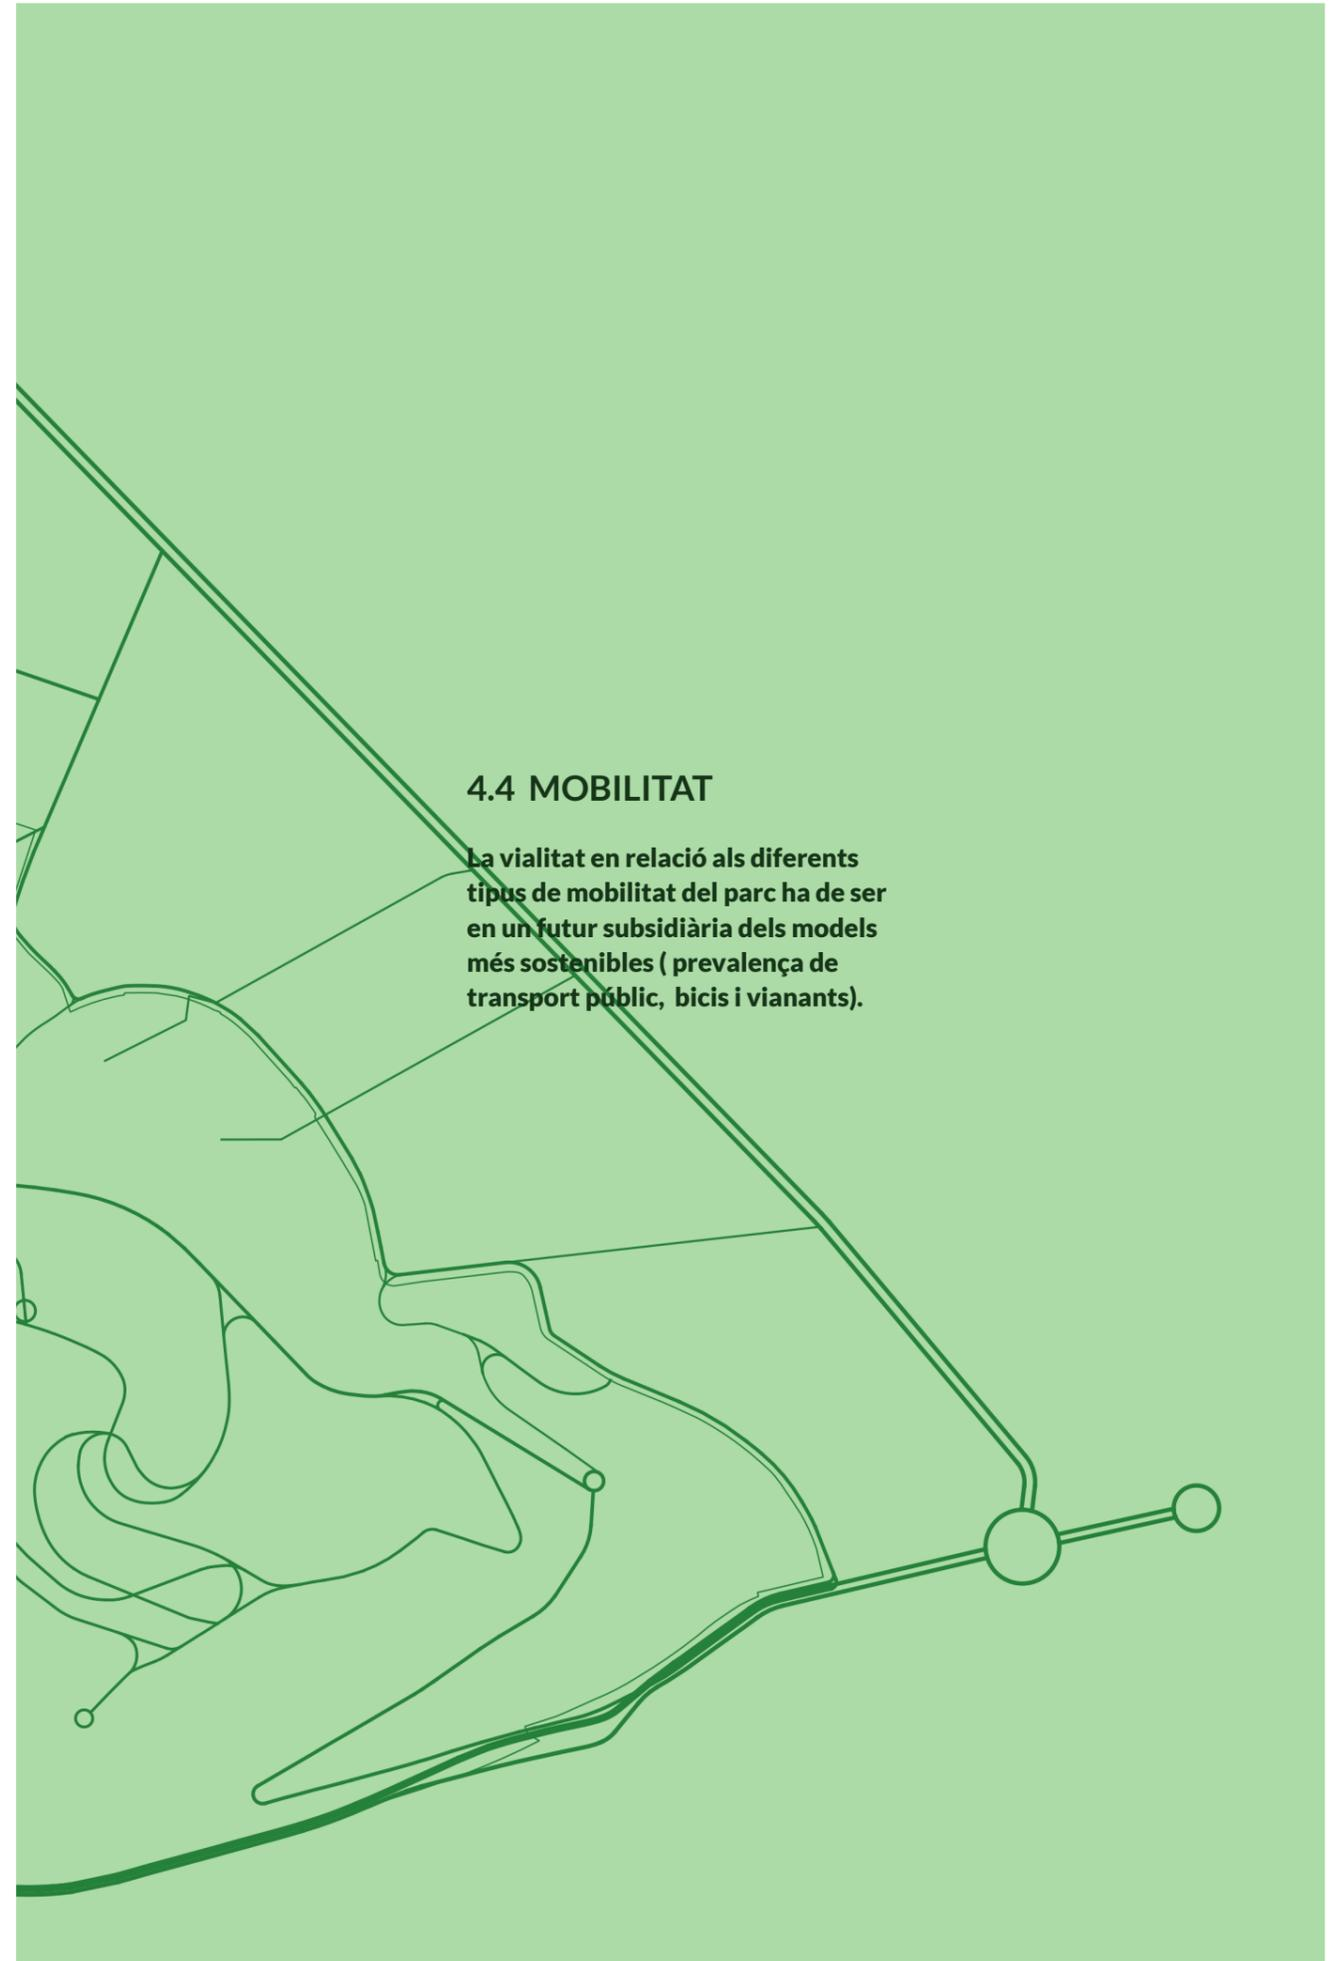 4.4 MOBILITAT
La vialitat en relació als diferents
tipus de mobilitat del parc ha de ser
en un futur subsidiària dels models
més sostenibles ( prevalença de
transport públic, bicis i vianants).